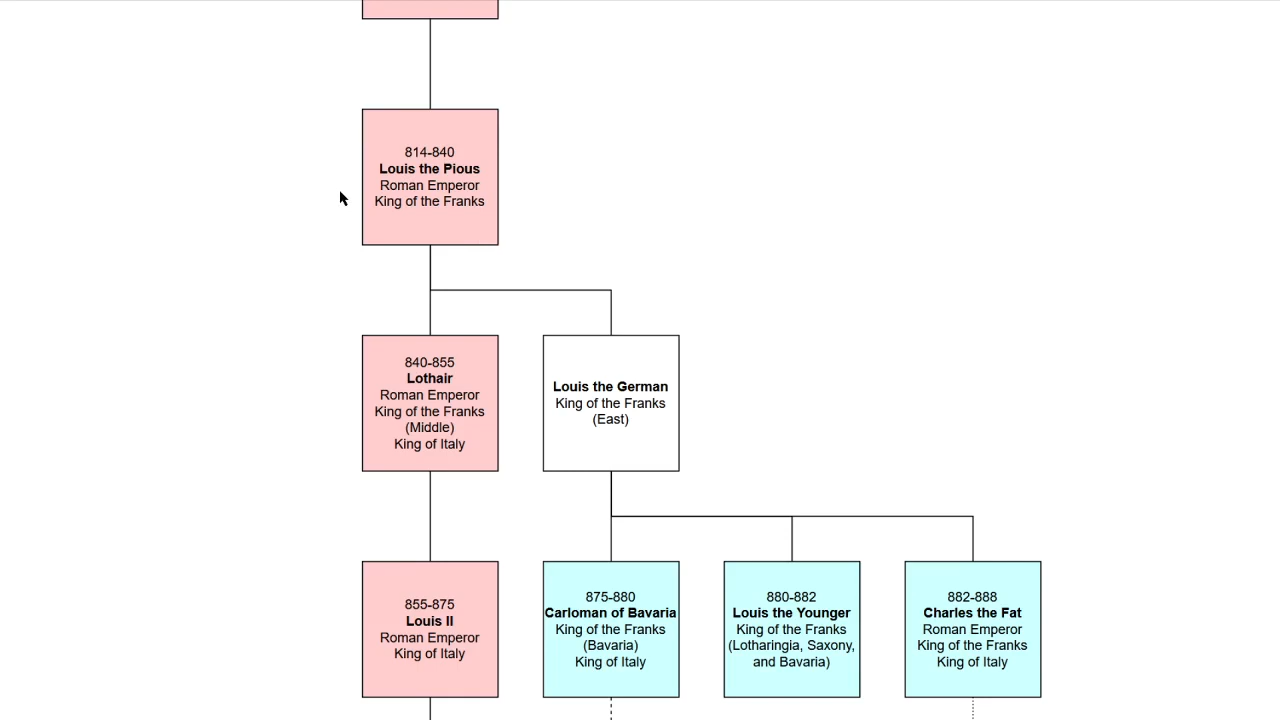 814-840
Louis the Pious
Roman Emperor
King of the Franks
840-855
Lothair
Roman Emperor
King of the Franks
(Middle)
King of Italy
Louis the German
King of the Franks
(East)
855-875
Louis II
Roman Emperor
King of Italy
875-880
Carloman of Bavaria
King of the Franks
(Bavaria)
King of Italy
880-882
Louis the Younger
King of the Franks
(Lotharingia, Saxony,
and Bavaria)
882-888
Charles the Fat
Roman Emperor
King of the Franks
King of Italy